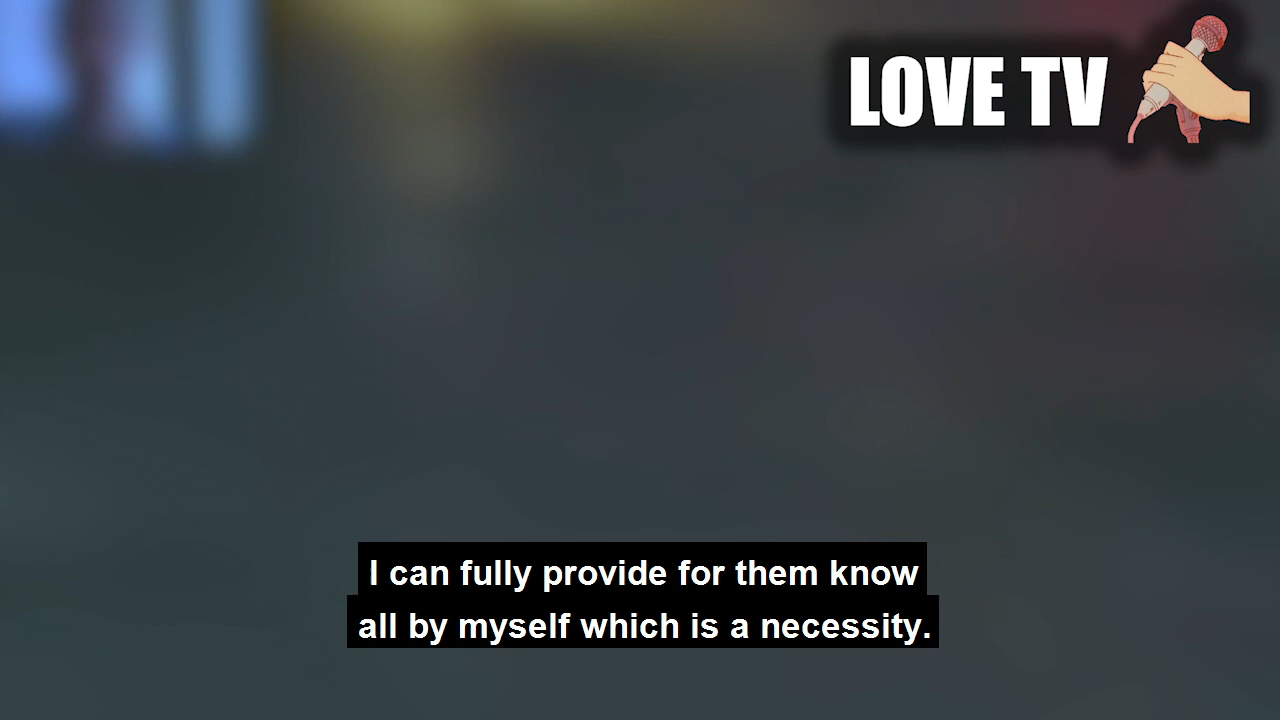 LOVE TV
I can fully provide for them know
all by myself which is a necessity.